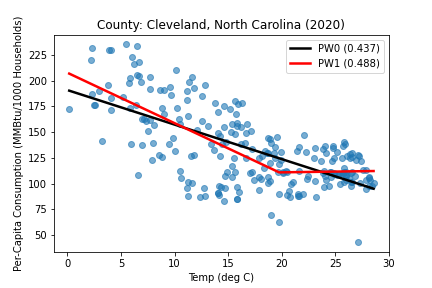 County: Cleveland, North Carolina (2020)
PW0 (0.437)
PW1 (0.488)
Per-Capita Consumption (MMBtu/1000 Households)
225
200
175
150
125
100
75
50
0 5 10 15 20 25 30
Temp (deg C)